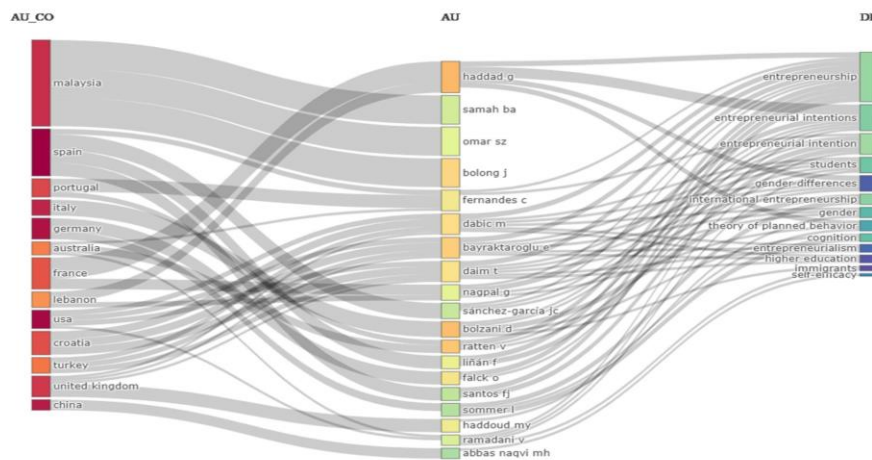 AU_CO
AU
DE
malaysia
spain
portugal
italy
germany
australia
france
lebanon
usa
croatia
turkey
united kingdom
china
haddad g
samah ba
omar sz
bolong j
fernandes c
dabic m
bayraktaroglu e
daim t
nagpal g
sánchez-garcía jc
bolzani d
ratten v
liñán f
falck o
santos fj
sommer l
haddoud my
ramadani v
abbas naqvi mh
entrepreneurship
entrepreneurial intentions
entrepreneurial intention
students
gender differences
international entrepreneurship
gender
theory of planned behavior
cognition
entrepreneurialism
higher education
immigrants
self-efficacy